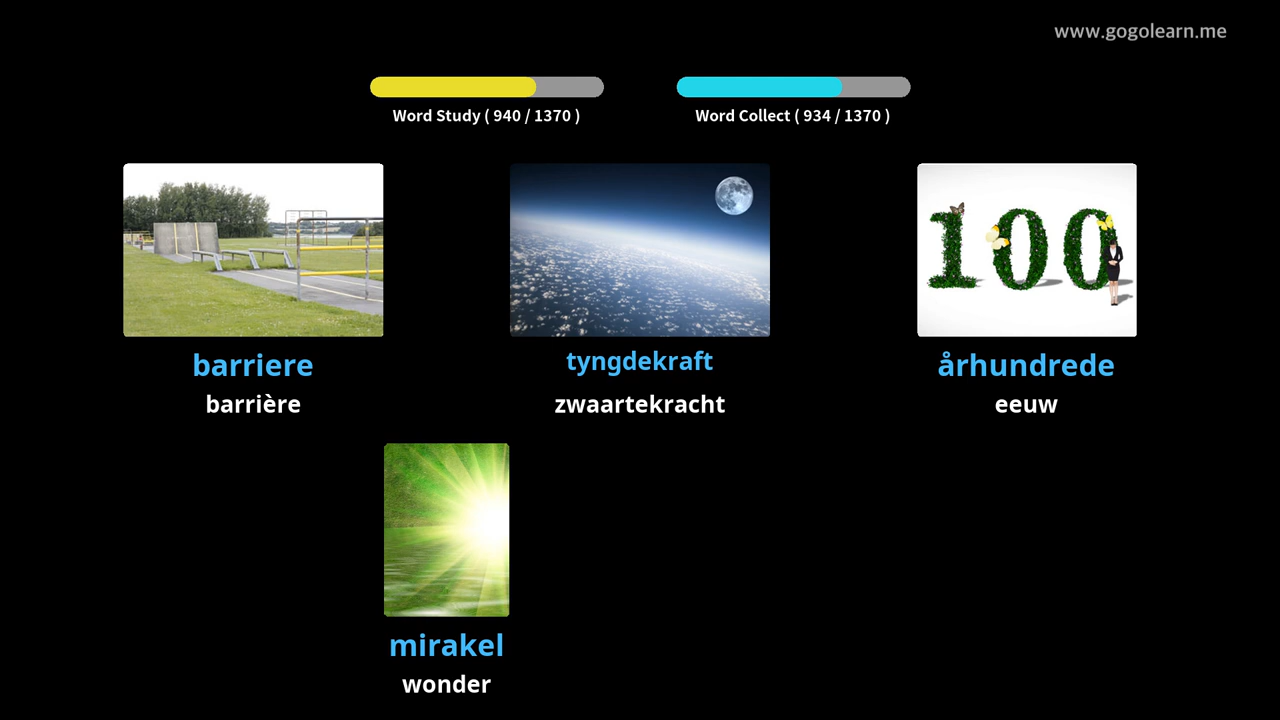 www.gogolearn.me
Word Study ( 940 / 1370 )
Word Collect ( 934 / 1370 )
100
barriere
tyngdekraft
århundrede
barrière
zwaartekracht
eeuw
mirakel
wonder